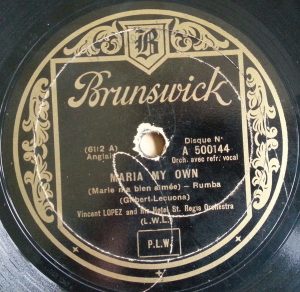 B
Brunswick
(6112 A)
Anglais
Disque N°
A 500144
Orch. avec refr. vocal
MARIA MY OWN
(Marie ma bien aimée) – Rumba
(Gilbert-Lecuona)
Vincent LOPEZ and his Hotel St. Regis Orchestra
(L.W.L.)
P.L.W.